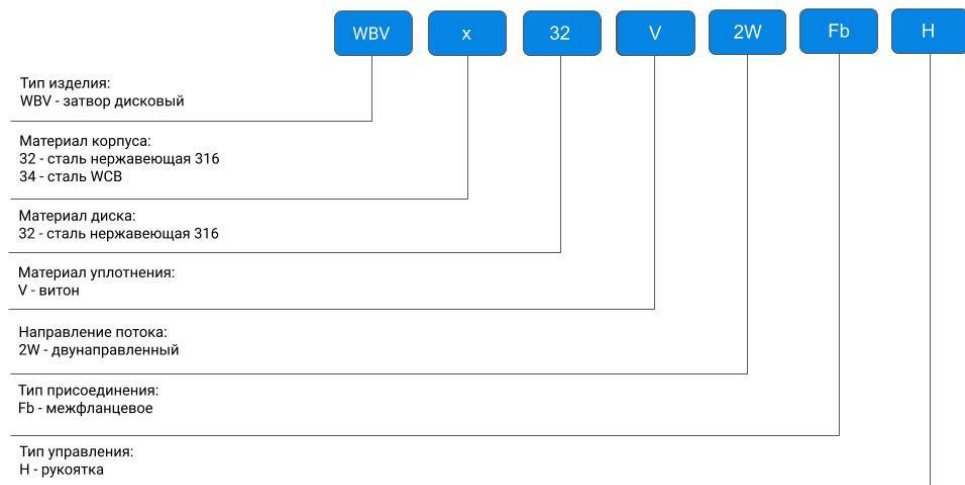 WBV x 32 V 2W Fb H
Тип изделия:
WBV - затвор дисковый
Материал корпуса:
32 - сталь нержавеющая 316
34 - сталь WCB
Материал диска:
32 - сталь нержавеющая 316
Материал уплотнения:
V - витон
Направление потока:
2W - двунаправленный
Тип присоединения:
Fb - межфланцевое
Тип управления:
Н - рукоятка